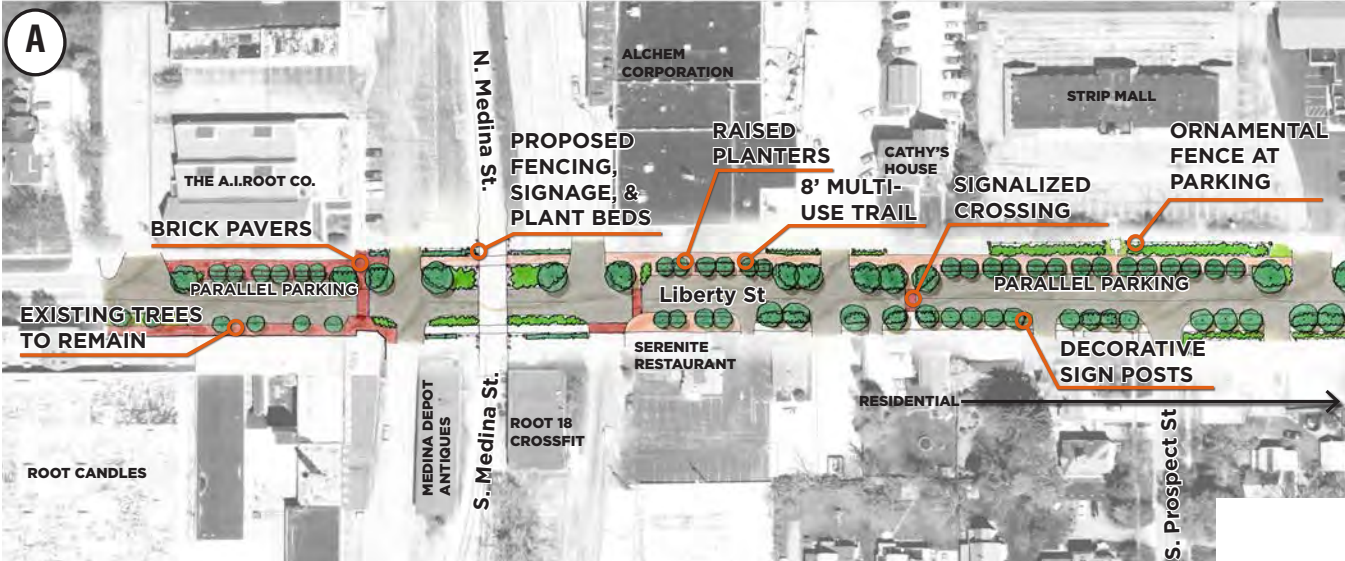 A
N. Medina St.
ALCHEM
CORPORATION
STRIP MALL
THE A.I.ROOT CO.
PROPOSED
FENCING,
SIGNAGE, &
PLANT BEDS
RAISED
PLANTERS
8' MULTI-
USE TRAIL
CATHY'S
HOUSE
SIGNALIZED
CROSSING
ORNAMENTAL
FENCE AT
PARKING
BRICK PAVERS
PARALLEL PARKING
Liberty St
PARALLEL PARKING
EXISTING TREES
TO REMAIN
SERENITE
RESTAURANT
DECORATIVE
SIGN POSTS
RESIDENTIAL
ROOT CANDLES
MEDINA DEPOT
ANTIQUES
S. Medina St.
ROOT 18
CROSSFIT
S. Prospect St